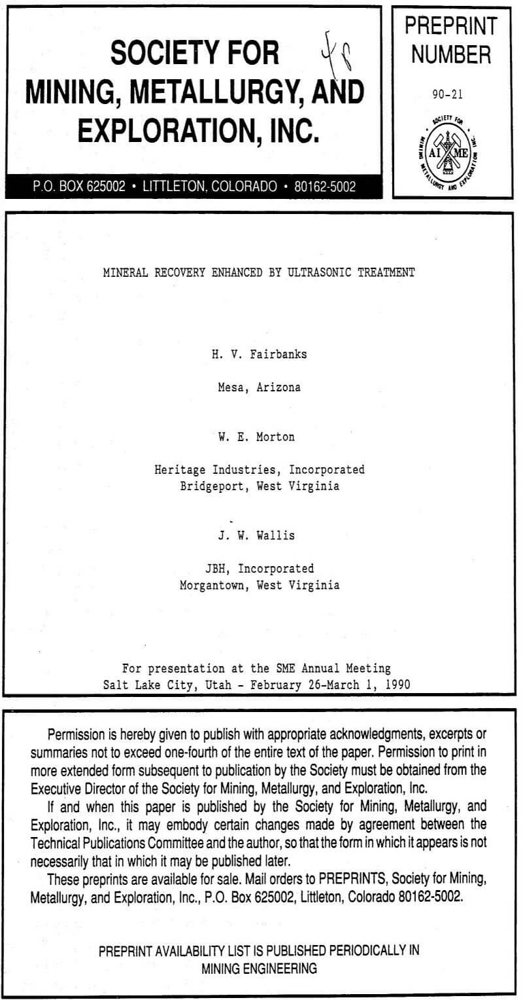 SOCIETY FOR
MINING, METALLURGY, AND
EXPLORATION, INC.
P.O. BOX 625002 • LITTLETON, COLORADO • 80162-5002
PREPRINT
NUMBER
90-21
SOCIETY FOR
MINING METALLURGY AND EXPLORATION INC.
AI ME
MINERAL RECOVERY ENHANCED BY ULTRASONIC TREATMENT
H. V. Fairbanks
Mesa, Arizona
W. E. Morton
Heritage Industries, Incorporated
Bridgeport, West Virginia
J. W. Wallis
JBH, Incorporated
Morgantown, West Virginia
For presentation at the SME Annual Meeting
Salt Lake City, Utah - February 26-March 1, 1990
Permission is hereby given to publish with appropriate acknowledgments, excerpts or
summaries not to exceed one-fourth of the entire text of the paper. Permission to print in
more extended form subsequent to publication by the Society must be obtained from the
Executive Director of the Society for Mining, Metallurgy, and Exploration, Inc.
If and when this paper is published by the Society for Mining, Metallurgy, and
Exploration, Inc., it may embody certain changes made by agreement between the
Technical Publications Committee and the author, so that the form in which it appears is not
necessarily that in which it may be published later.
These preprints are available for sale. Mail orders to PREPRINTS, Society for Mining,
Metallurgy, and Exploration, Inc., P.O. Box 625002, Littleton, Colorado 80162-5002.
PREPRINT AVAILABILITY LIST IS PUBLISHED PERIODICALLY IN
MINING ENGINEERING